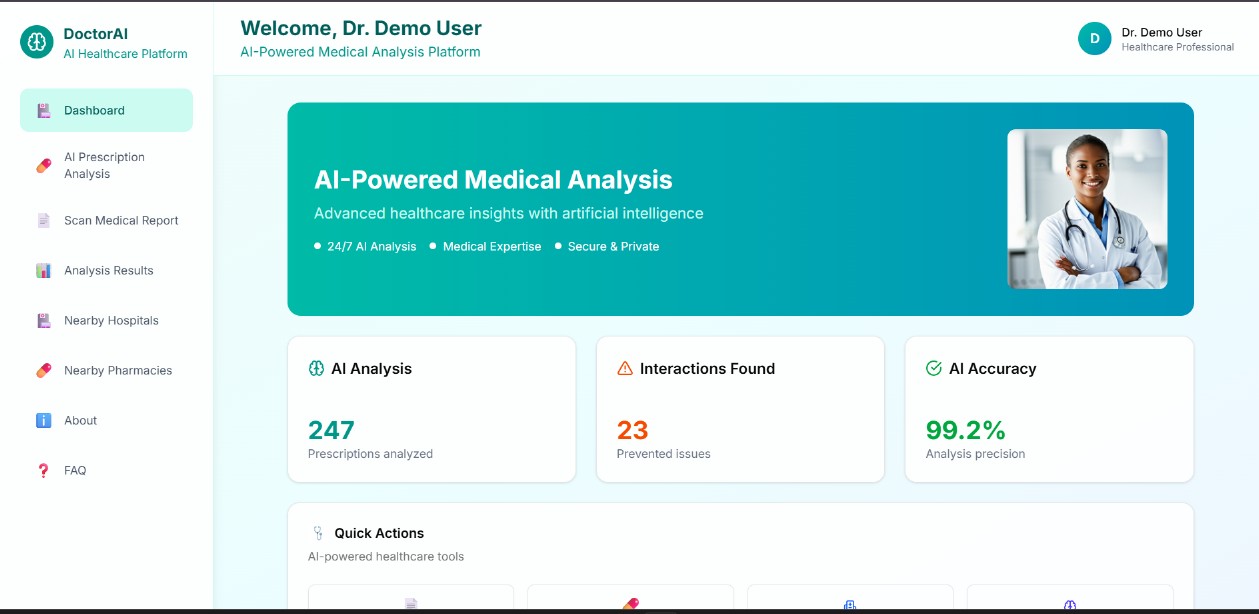 DoctorAI
AI Healthcare Platform
Dashboard
AI Prescription
Analysis
Scan Medical Report
Analysis Results
Nearby Hospitals
Nearby Pharmacies
About
FAQ
Welcome, Dr. Demo User
AI-Powered Medical Analysis Platform
D
Dr. Demo User
Healthcare Professional
AI-Powered Medical Analysis
Advanced healthcare insights with artificial intelligence
24/7 AI Analysis
Medical Expertise
Secure & Private
AI Analysis
247
Prescriptions analyzed
Interactions Found
23
Prevented issues
AI Accuracy
99.2%
Analysis precision
Quick Actions
AI-powered healthcare tools